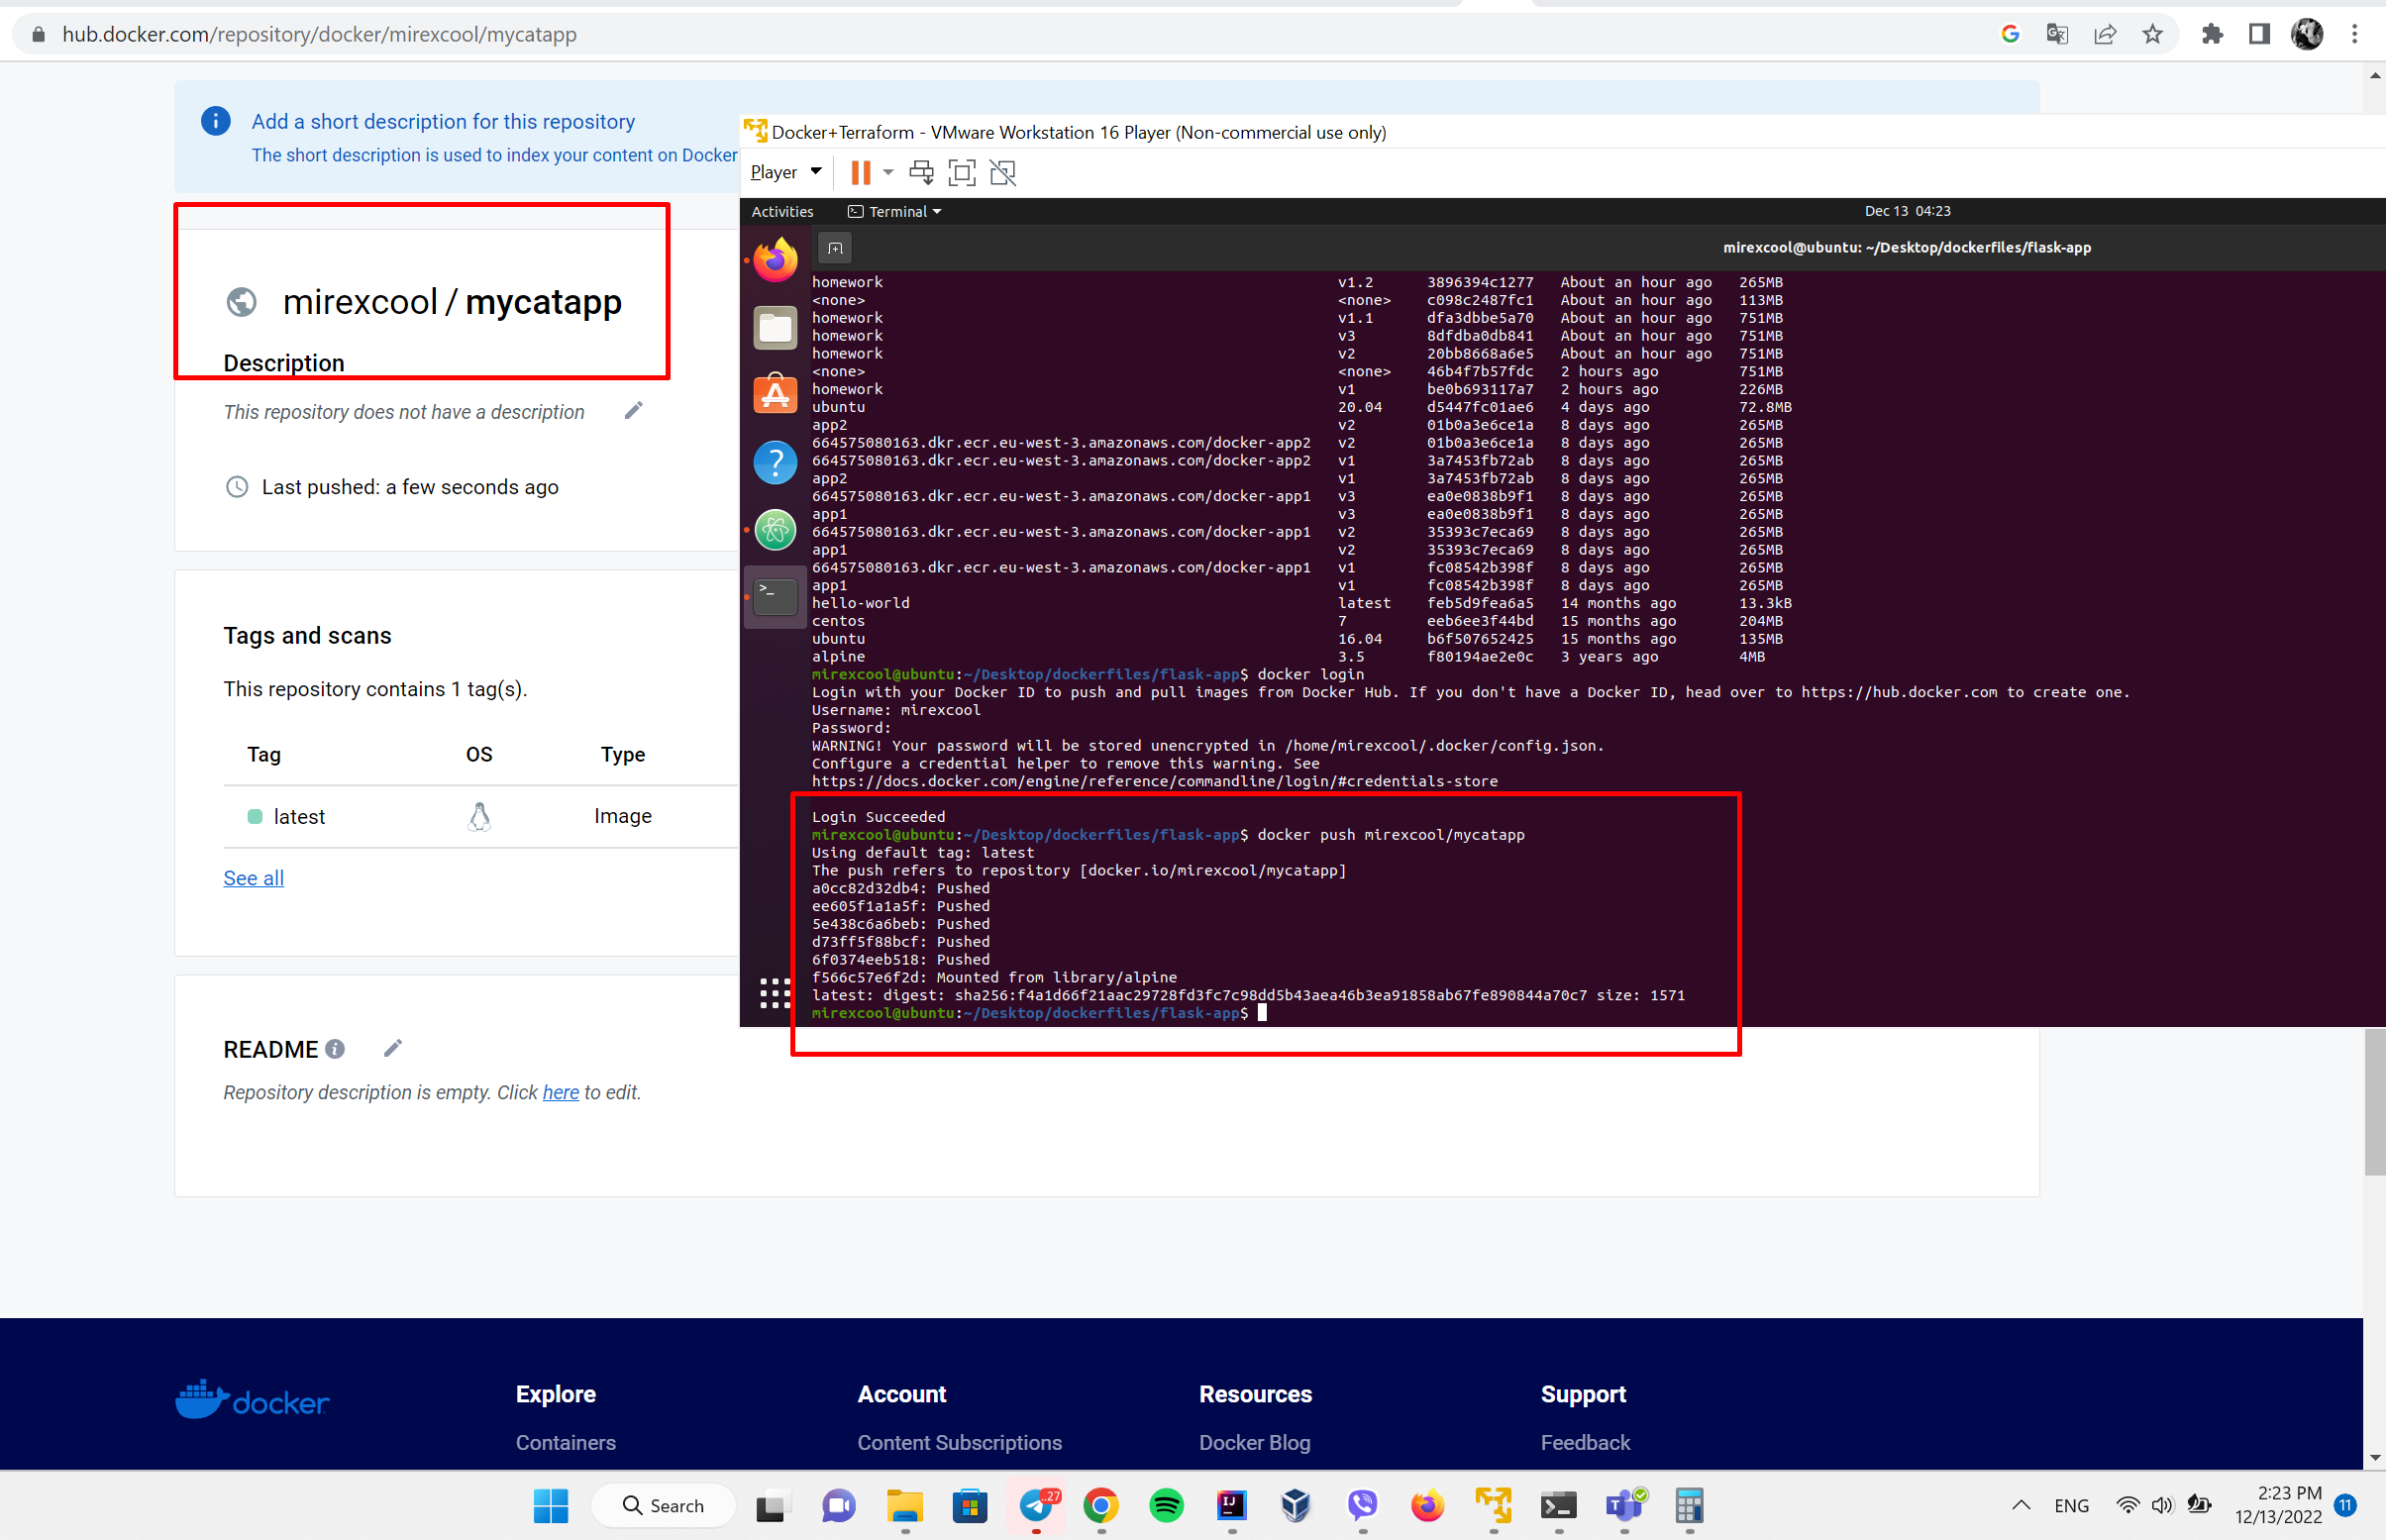 hub.docker.com/repository/docker/mirexcool/mycatapp
Add a short description for this repository
The short description is used to index your content on Docker
mirexcool / mycatapp
Description
This repository does not have a description
Last pushed: a few seconds ago
Tags and scans
This repository contains 1 tag(s).
Tag OS Type
latest Image
See all
README
Repository description is empty. Click here to edit.
Docker+Terraform - VMware Workstation 16 Player (Non-commercial use only)
Player
Activities Terminal Dec 13 04:23
mirexcool@ubuntu: ~/Desktop/dockerfiles/flask-app
homework v1.2 3896394c1277 About an hour ago 265MB
<none> <none> c098c2487fc1 About an hour ago 113MB
homework v1.1 dfa3dbbe5a70 About an hour ago 751MB
homework v3 8dfdba0db841 About an hour ago 751MB
homework v2 20bb8668a6e5 About an hour ago 751MB
<none> <none> 46b4f7b57fdc 2 hours ago 751MB
homework v1 be0b693117a7 2 hours ago 226MB
ubuntu 20.04 d5447fc01ae6 4 days ago 72.8MB
app2 v2 01b0a3e6ce1a 8 days ago 265MB
664575080163.dkr.ecr.eu-west-3.amazonaws.com/docker-app2 v2 01b0a3e6ce1a 8 days ago 265MB
664575080163.dkr.ecr.eu-west-3.amazonaws.com/docker-app2 v1 3a7453fb72ab 8 days ago 265MB
app2 v1 3a7453fb72ab 8 days ago 265MB
664575080163.dkr.ecr.eu-west-3.amazonaws.com/docker-app1 v3 ea0e0838b9f1 8 days ago 265MB
app1 v3 ea0e0838b9f1 8 days ago 265MB
664575080163.dkr.ecr.eu-west-3.amazonaws.com/docker-app1 v2 35393c7eca69 8 days ago 265MB
app1 v2 35393c7eca69 8 days ago 265MB
664575080163.dkr.ecr.eu-west-3.amazonaws.com/docker-app1 v1 fc08542b398f 8 days ago 265MB
app1 v1 fc08542b398f 8 days ago 265MB
hello-world latest feb5d9fea6a5 14 months ago 13.3kB
centos 7 eeb6ee3f44bd 15 months ago 204MB
ubuntu 16.04 b6f507652425 15 months ago 135MB
alpine 3.5 f80194ae2e0c 3 years ago 4MB
mirexcool@ubuntu:~/Desktop/dockerfiles/flask-app$ docker login
Login with your Docker ID to push and pull images from Docker Hub. If you don't have a Docker ID, head over to https://hub.docker.com to create one.
Username: mirexcool
Password:
WARNING! Your password will be stored unencrypted in /home/mirexcool/.docker/config.json.
Configure a credential helper to remove this warning. See
https://docs.docker.com/engine/reference/commandline/login/#credentials-store
Login Succeeded
mirexcool@ubuntu:~/Desktop/dockerfiles/flask-app$ docker push mirexcool/mycatapp
Using default tag: latest
The push refers to repository [docker.io/mirexcool/mycatapp]
a0cc82d32db4: Pushed
ee605f1a1a5f: Pushed
5e438c6a6beb: Pushed
d73ff5f88bcf: Pushed
6f0374eeb518: Pushed
f566c57e6f2d: Mounted from library/alpine
latest: digest: sha256:f4a1d66f21aac29728fd3fc7c98dd5b43aea46b3ea91858ab67fe890844a70c7 size: 1571
mirexcool@ubuntu:~/Desktop/dockerfiles/flask-app$
docker
Explore Account Resources Support
Containers Content Subscriptions Docker Blog Feedback
Search ..27 ENG 2:23 PM 11
12/13/2022